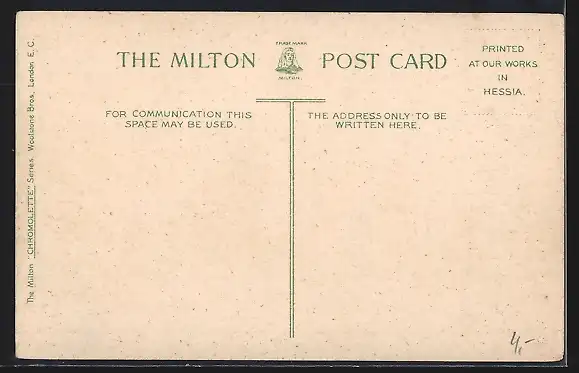 The Milton "CHROMOLETTE" Series. Woolstone Bros., London E. C.
THE MILTON POST CARD
TRADE MARK
MILTON.
PRINTED
AT OUR WORKS
IN
HESSIA.
FOR COMMUNICATION THIS
SPACE MAY BE USED.
THE ADDRESS ONLY TO BE
WRITTEN HERE.
4,-